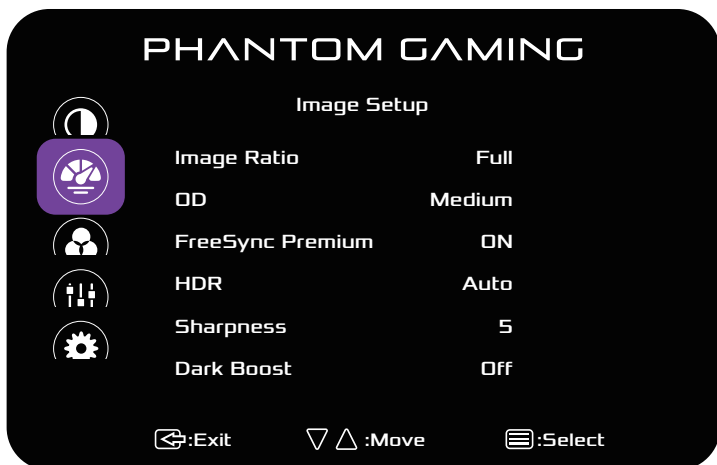 PHANTOM GAMING
Image Setup
Image Ratio Full
OD Medium
FreeSync Premium ON
HDR Auto
Sharpness 5
Dark Boost Off
:Exit :Move :Select